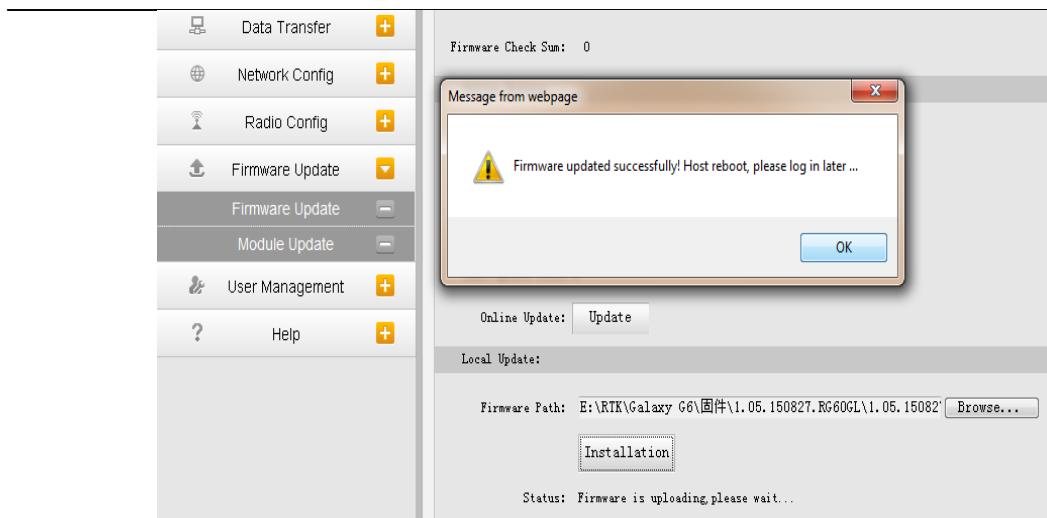 Data Transfer
Network Config
Radio Config
Firmware Update
Firmware Update
Module Update
User Management
? Help
Firmware Check Sum: 0
Message from webpage
Firmware updated successfully! Host reboot, please log in later ...
OK
Online Update: Update
Local Update:
Firmware Path: E:\RTK\Galaxy G6\固件\1.05.150827.RG60GL\1.05.15082 Browse...
Installation
Status: Firmware is uploading,please wait...